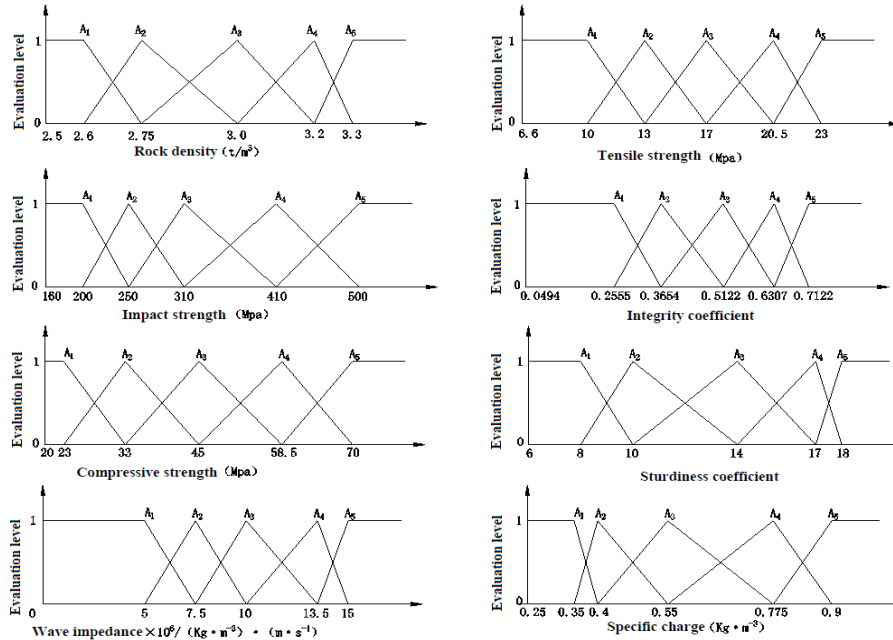 Evaluation level
1
0
A₁ A₂ A₃ A₄ A₅
2.5 2.6 2.75 3.0 3.2 3.3
Rock density (t/m³)
Evaluation level
1
0
A₁ A₂ A₃ A₄ A₅
6.6 10 13 17 20.5 23
Tensile strength (Mpa)
Evaluation level
1
0
A₁ A₂ A₃ A₄ A₅
160 200 250 310 410 500
Impact strength (Mpa)
Evaluation level
1
0
A₁ A₂ A₃ A₄ A₅
0.0494 0.2555 0.3654 0.5122 0.6307 0.7122
Integrity coefficient
Evaluation level
1
0
A₁ A₂ A₃ A₄ A₅
20 23 33 45 58.5 70
Compressive strength (Mpa)
Evaluation level
1
0
A₁ A₂ A₃ A₄ A₅
6 8 10 14 17 18
Sturdiness coefficient
Evaluation level
1
A₁ A₂ A₃ A₄ A₅
0 5 7.5 10 13.5 15
Wave impedance×10⁶/ (Kg·m⁻³) · (m·s⁻¹)
Evaluation level
1
0
A₁ A₂ A₃ A₄ A₅
0.25 0.35 0.4 0.55 0.775 0.9
Specific charge(Kg·m⁻³)